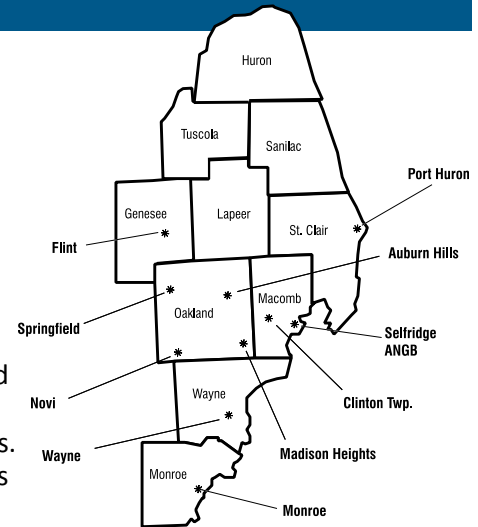 Huron
Tuscola
Sanilac
Port Huron
Genesee
Lapeer
St. Clair
Flint
Auburn Hills
Macomb
Oakland
Springfield
Selfridge
ANGB
d
Novi
Clinton Twp.
Wayne
s.
Wayne
Madison Heights
s
Monroe
Monroe